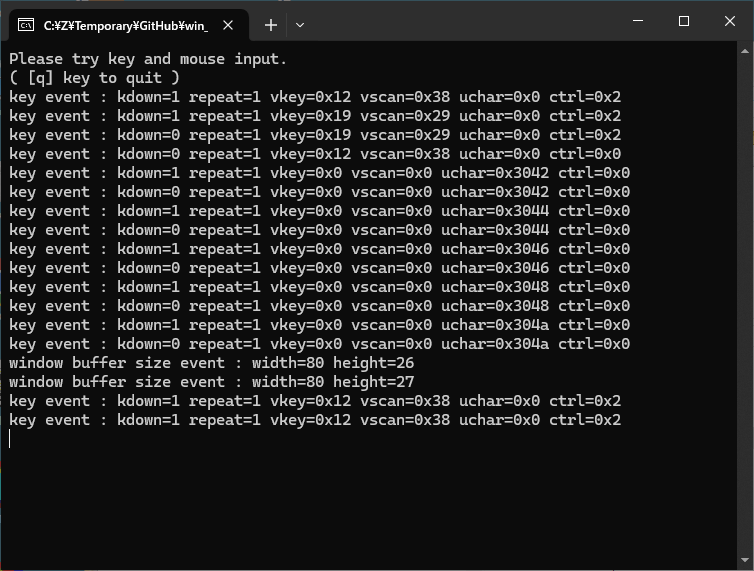 C:¥Z¥Temporary¥GitHub¥win_
Please try key and mouse input.
( [q] key to quit )
key event : kdown=1 repeat=1 vkey=0x12 vscan=0x38 uchar=0x0 ctrl=0x2
key event : kdown=1 repeat=1 vkey=0x19 vscan=0x29 uchar=0x0 ctrl=0x2
key event : kdown=0 repeat=1 vkey=0x19 vscan=0x29 uchar=0x0 ctrl=0x2
key event : kdown=0 repeat=1 vkey=0x12 vscan=0x38 uchar=0x0 ctrl=0x0
key event : kdown=1 repeat=1 vkey=0x0 vscan=0x0 uchar=0x3042 ctrl=0x0
key event : kdown=0 repeat=1 vkey=0x0 vscan=0x0 uchar=0x3042 ctrl=0x0
key event : kdown=1 repeat=1 vkey=0x0 vscan=0x0 uchar=0x3044 ctrl=0x0
key event : kdown=0 repeat=1 vkey=0x0 vscan=0x0 uchar=0x3044 ctrl=0x0
key event : kdown=1 repeat=1 vkey=0x0 vscan=0x0 uchar=0x3046 ctrl=0x0
key event : kdown=0 repeat=1 vkey=0x0 vscan=0x0 uchar=0x3046 ctrl=0x0
key event : kdown=1 repeat=1 vkey=0x0 vscan=0x0 uchar=0x3048 ctrl=0x0
key event : kdown=0 repeat=1 vkey=0x0 vscan=0x0 uchar=0x3048 ctrl=0x0
key event : kdown=1 repeat=1 vkey=0x0 vscan=0x0 uchar=0x304a ctrl=0x0
key event : kdown=0 repeat=1 vkey=0x0 vscan=0x0 uchar=0x304a ctrl=0x0
window buffer size event : width=80 height=26
window buffer size event : width=80 height=27
key event : kdown=1 repeat=1 vkey=0x12 vscan=0x38 uchar=0x0 ctrl=0x2
key event : kdown=1 repeat=1 vkey=0x12 vscan=0x38 uchar=0x0 ctrl=0x2